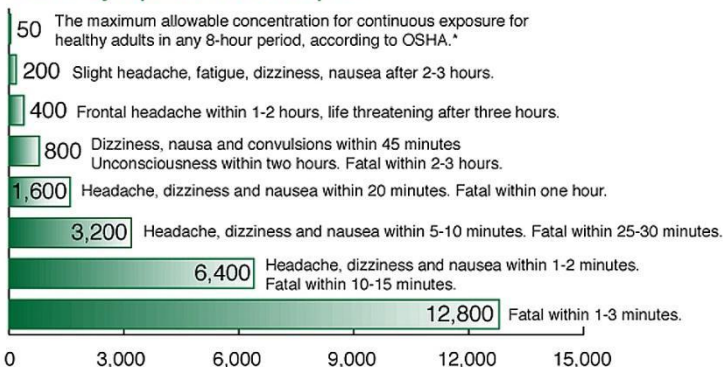 50 The maximum allowable concentration for continuous exposure for
healthy adults in any 8-hour period, according to OSHA.*
200 Slight headache, fatigue, dizziness, nausea after 2-3 hours.
400 Frontal headache within 1-2 hours, life threatening after three hours.
800 Dizziness, nausa and convulsions within 45 minutes
Unconsciousness within two hours. Fatal within 2-3 hours.
1,600 Headache, dizziness and nausea within 20 minutes. Fatal within one hour.
3,200 Headache, dizziness and nausea within 5-10 minutes. Fatal within 25-30 minutes.
6,400 Headache, dizziness and nausea within 1-2 minutes.
Fatal within 10-15 minutes.
12,800 Fatal within 1-3 minutes.
0 3,000 6,000 9,000 12,000 15,000